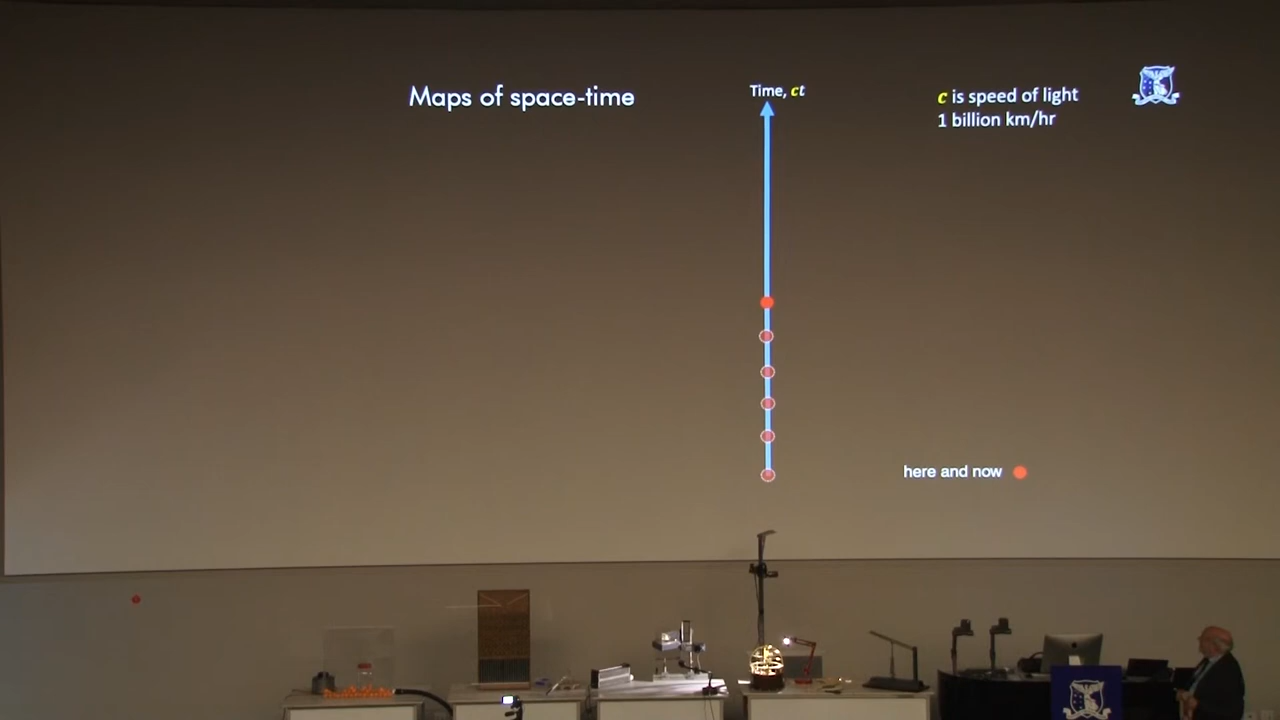 Maps of space-time
Time, ct
c is speed of light
1 billion km/hr
here and now